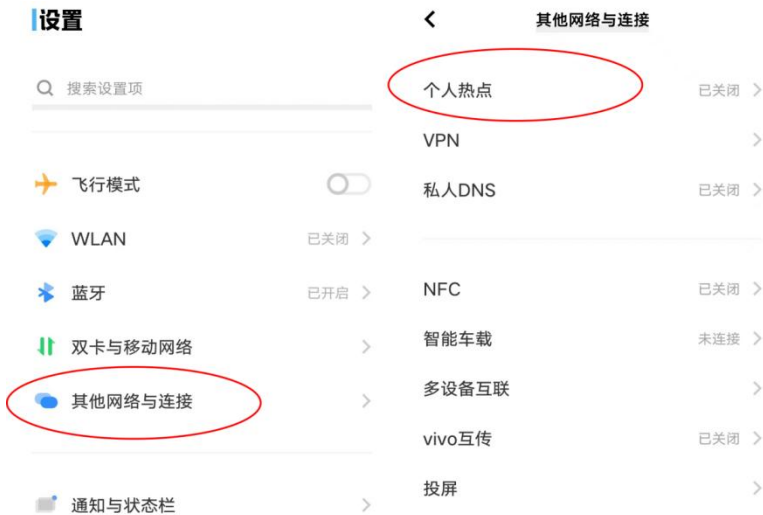 设置
搜索设置项
飞行模式
WLAN 已关闭
蓝牙 已开启
双卡与移动网络
其他网络与连接
通知与状态栏
其他网络与连接
个人热点 已关闭
VPN
私人DNS 已关闭
NFC 已关闭
智能车载 未连接
多设备互联
vivo互传 已关闭
投屏